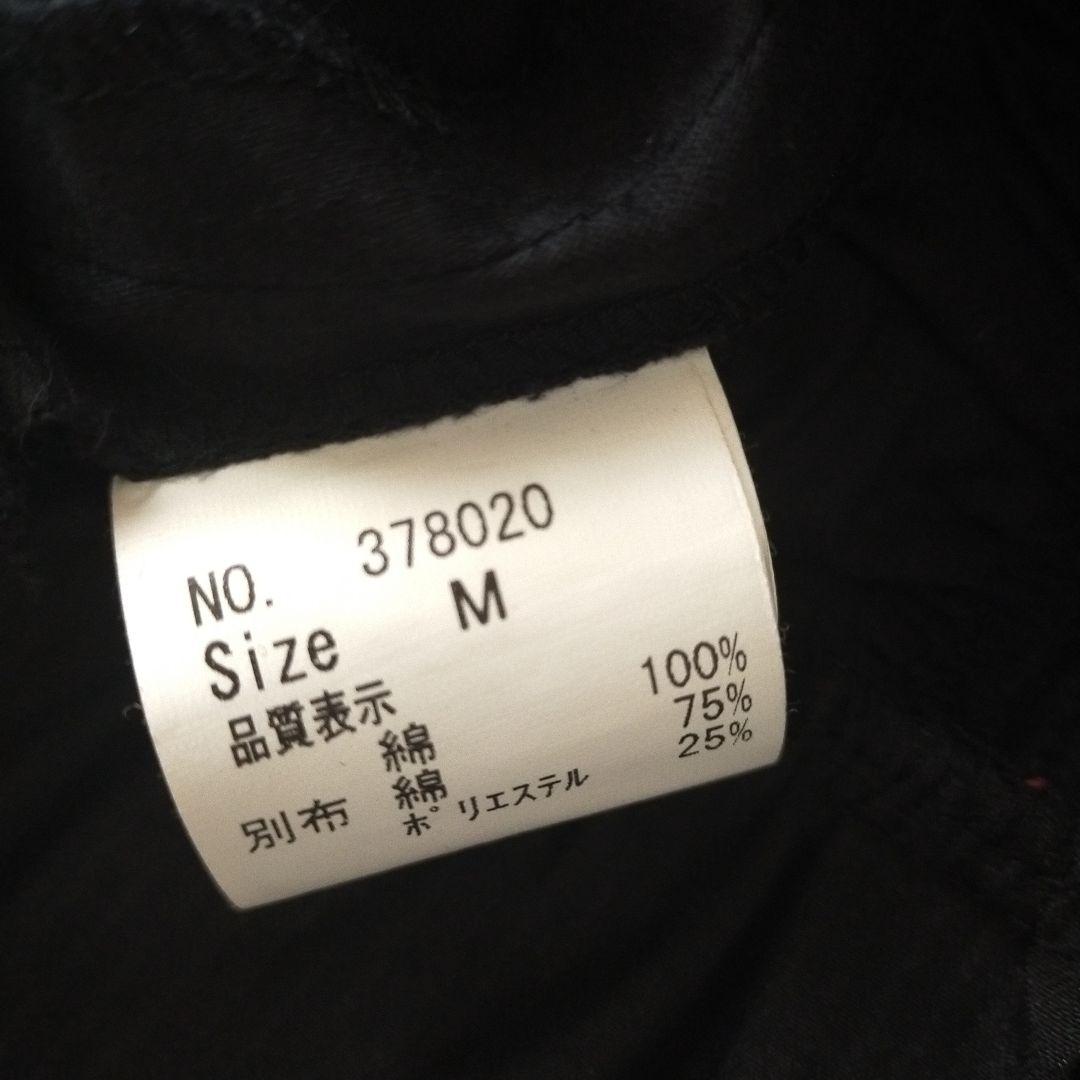 NO. 378020
Size M
品質表示
綿 100%
別布 綿 75%
ポリエステル 25%